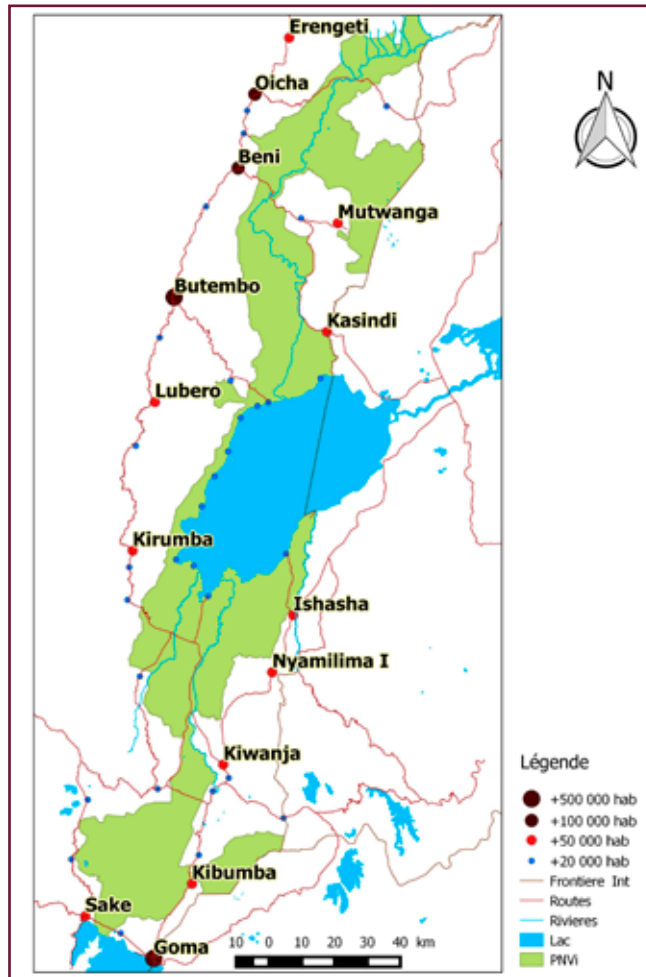 Erengeti
N
Oicha
Beni
Mutwanga
Butembo
Kasindi
Lubero
Kirumba
Ishasha
Nyamilima I
Kiwanja
Légende
+500 000 hab
+100 000 hab
+50 000 hab
+20 000 hab
Frontiere Int
Routes
Rivieres
Lac
PNVi
Kibumba
Sake
Goma
10 0 10 20 30 40 km